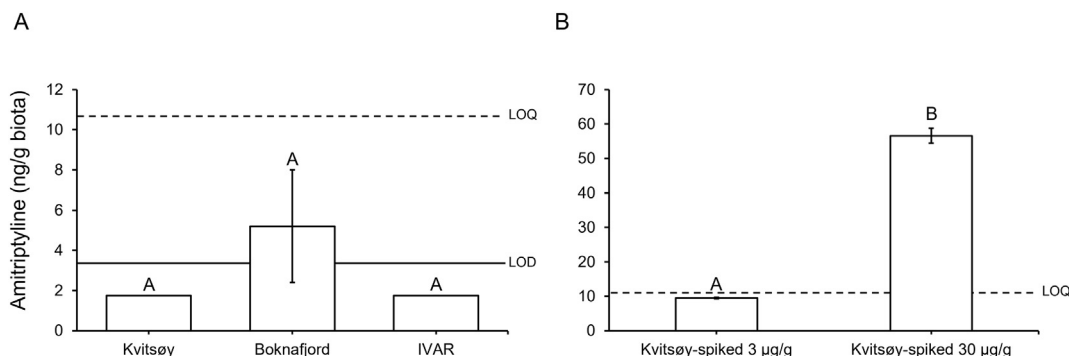 A
B
Amitriptyline (ng/g biota)
12
10
8
6
4
2
0
LOQ
LOD
A
A
A
Kvitsøy
Boknafjord
IVAR
70
60
50
40
30
20
10
0
LOQ
A
B
Kvitsøy-spiked 3 µg/g
Kvitsøy-spiked 30 µg/g